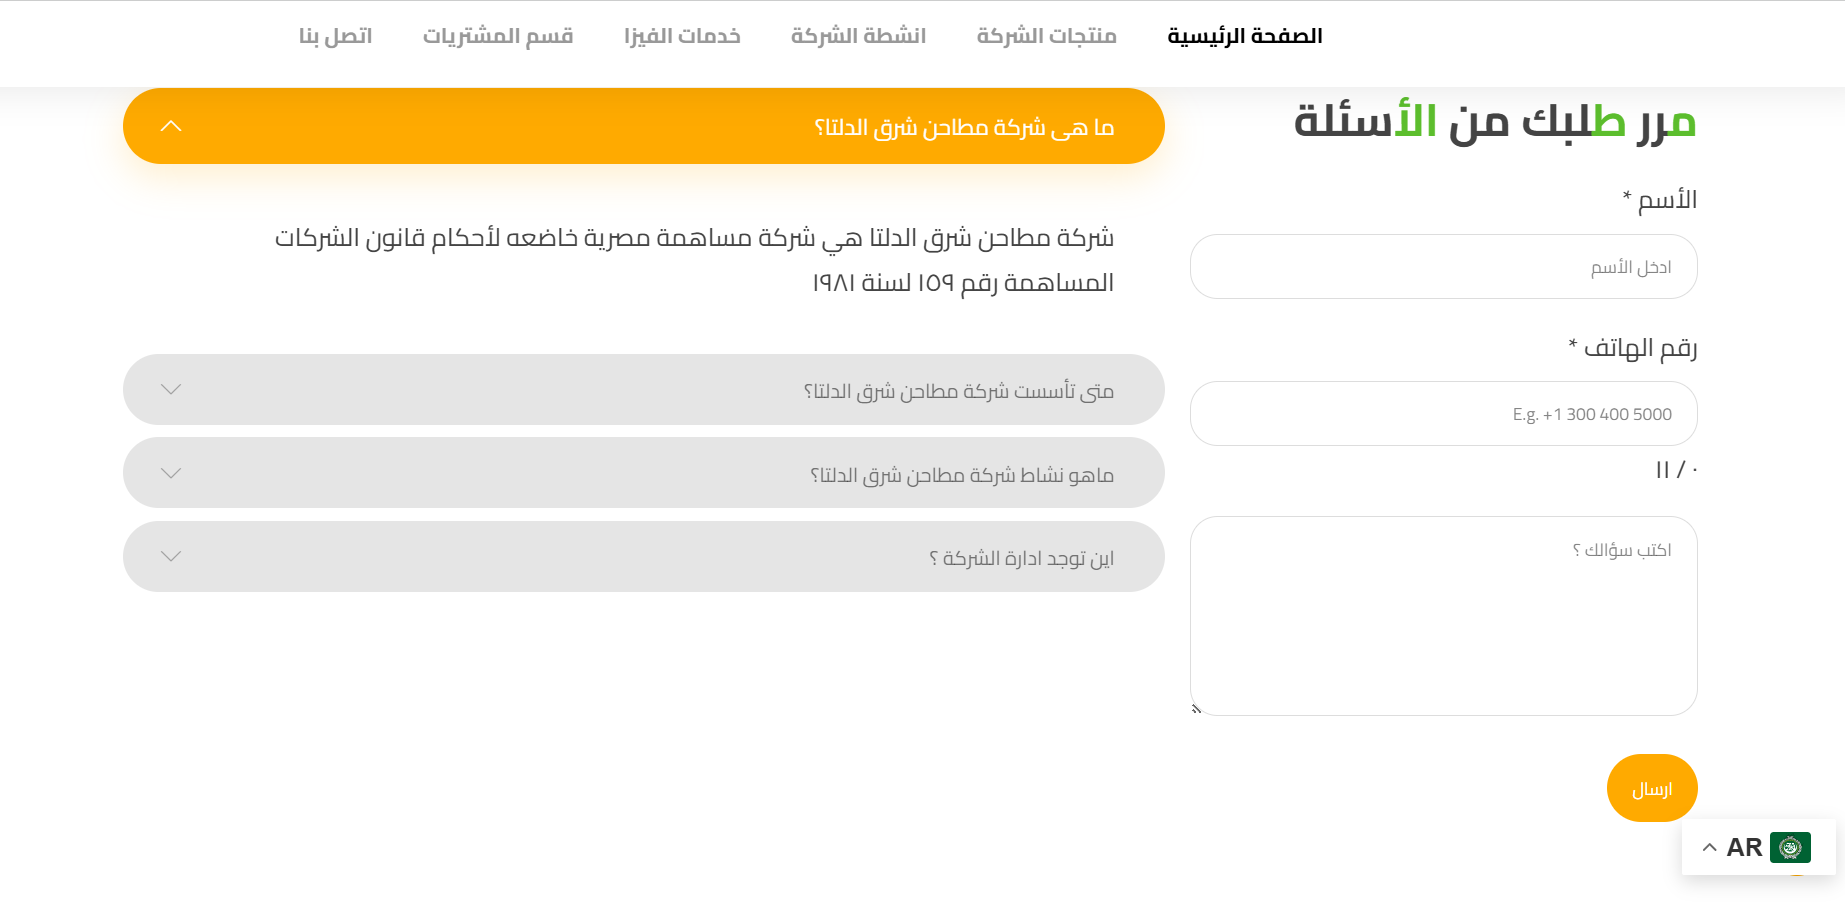 الصفحة الرئيسية
منتجات الشركة
انشطة الشركة
خدمات الفيزا
قسم المشتريات
اتصل بنا
مرر طلبك من الأسئلة
الأسم *
ادخل الأسم
رقم الهاتف *
E.g. +1 300 400 5000
٠ / ١١
اكتب سؤالك ؟
ارسال
ما هى شركة مطاحن شرق الدلتا؟
شركة مطاحن شرق الدلتا هي شركة مساهمة مصرية خاضعه لأحكام قانون الشركات
المساهمة رقم ١٥٩ لسنة ١٩٨١
متى تأسست شركة مطاحن شرق الدلتا؟
ماهو نشاط شركة مطاحن شرق الدلتا؟
اين توجد ادارة الشركة ؟
AR